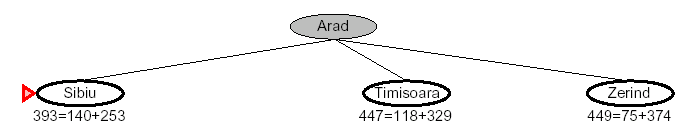 Arad
Sibiu Timisoara Zerind
393=140+253 447=118+329 449=75+374